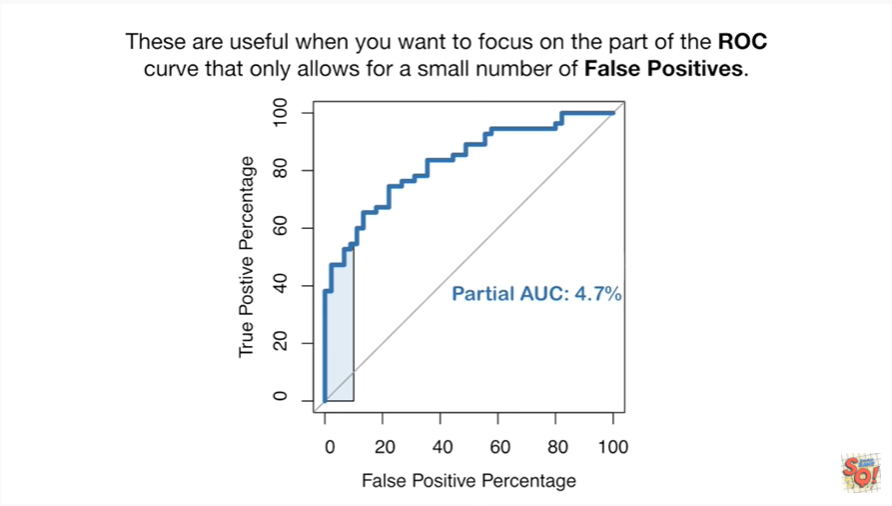 These are useful when you want to focus on the part of the ROC
curve that only allows for a small number of False Positives.
100
80
60
40
20
0
True Postive Percentage
Partial AUC: 4.7%
0 20 40 60 80 100
False Positive Percentage
SQ!